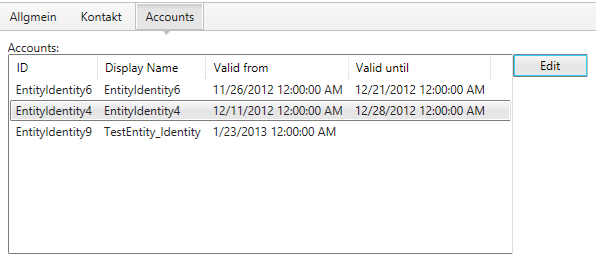 Allgmein Kontakt Accounts
Accounts:
ID Display Name Valid from Valid until
Edit
EntityIdentity6 EntityIdentity6 11/26/2012 12:00:00 AM 12/21/2012 12:00:00 AM
EntityIdentity4 EntityIdentity4 12/11/2012 12:00:00 AM 12/28/2012 12:00:00 AM
EntityIdentity9 TestEntity_Identity 1/23/2013 12:00:00 AM